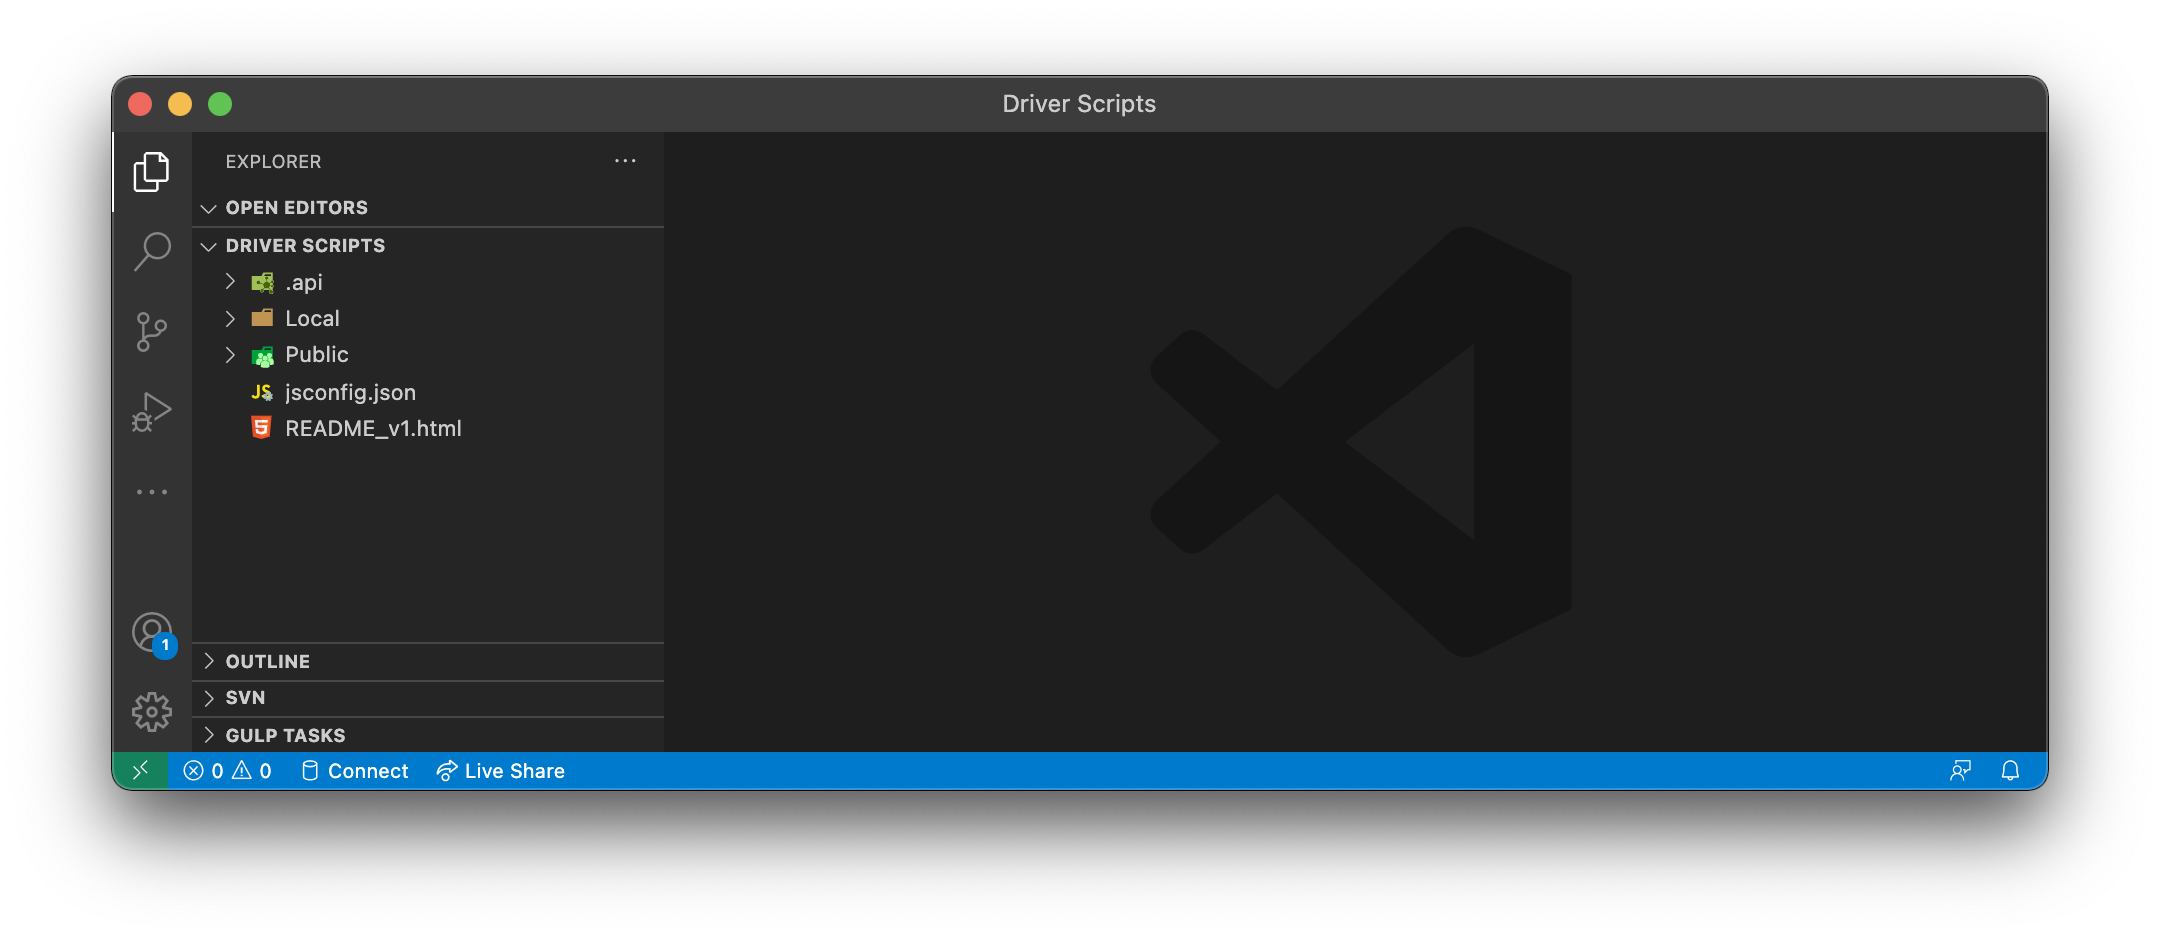 Driver Scripts
EXPLORER
OPEN EDITORS
DRIVER SCRIPTS
.api
Local
Public
JS jsconfig.json
5 README_v1.html
1
OUTLINE
SVN
GULP TASKS
0 0 Connect Live Share